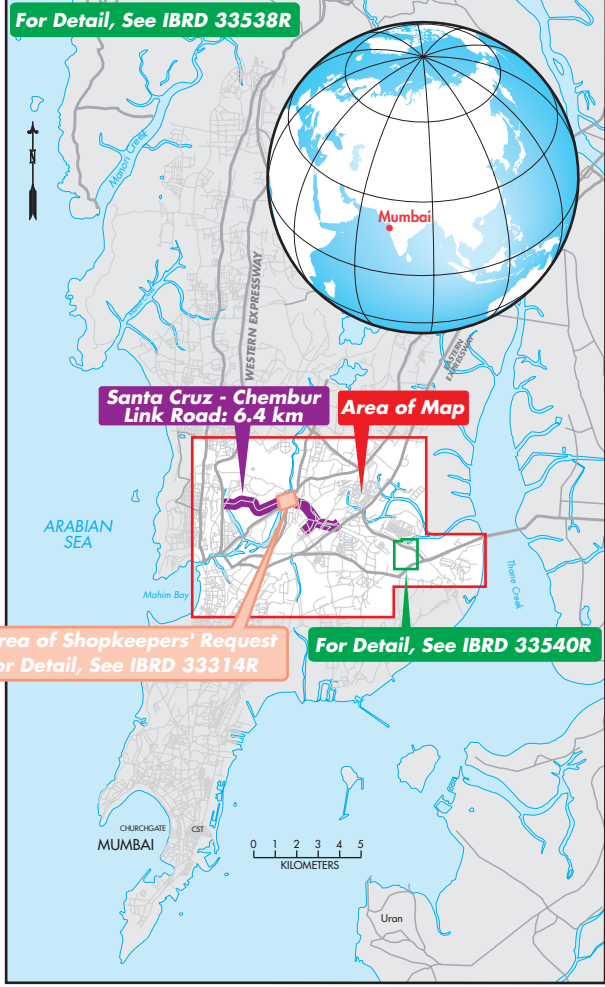 For Detail, See IBRD 33538R
N
Manori Creek
Mumbai
WESTERN EXPRESSWAY
EASTERN
EXPRESSWAY
Santa Cruz - Chembur
Link Road: 6.4 km
Area of Map
ARABIAN
SEA
Mahim Bay
Thane Creek
rea of Shopkeepers' Request
or Detail, See IBRD 33314R
For Detail, See IBRD 33540R
CHURCHGATE
CST
MUMBAI
0 1 2 3 4 5
KILOMETERS
Uran